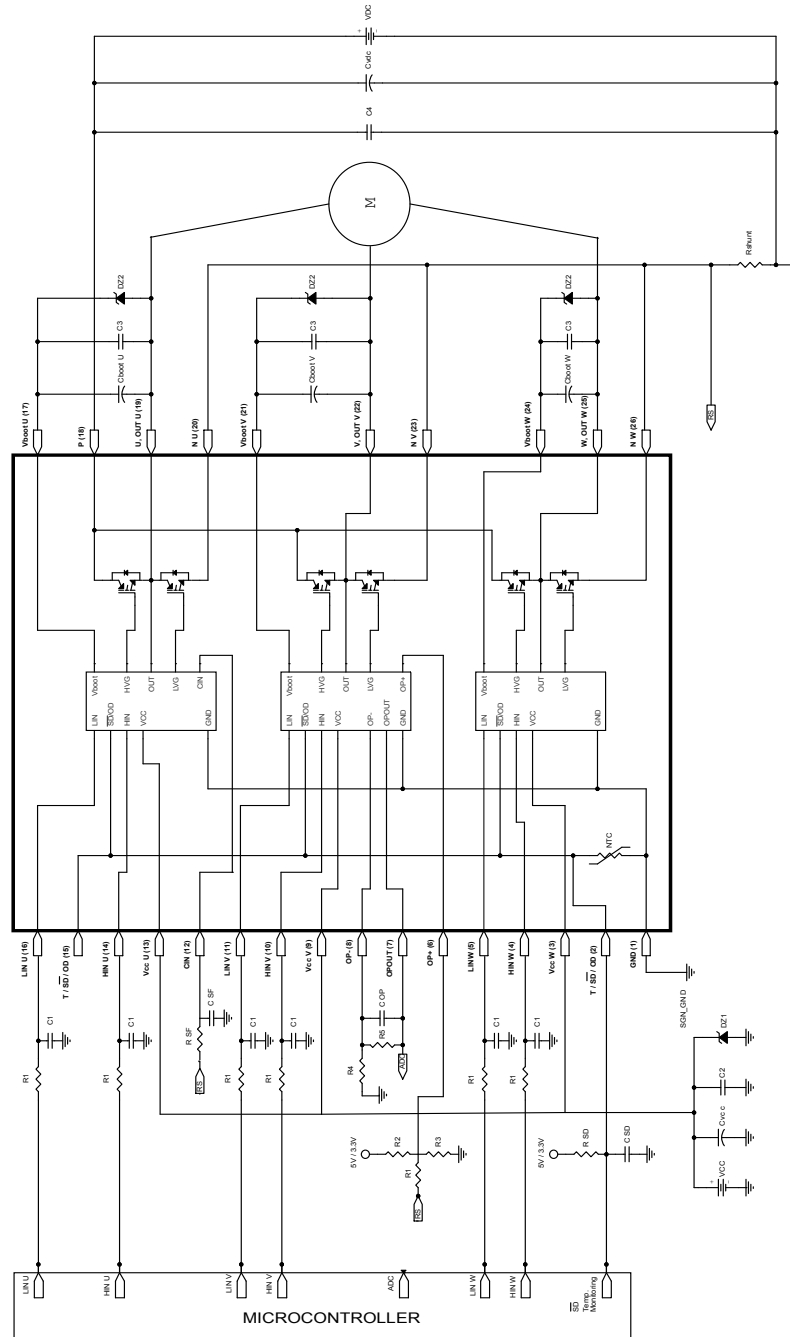 VDC
+
-
Cvdc
C4
M
Rshunt
DZ2
C3
Cboot U
DZ2
C3
Cboot V
DZ2
C3
Cboot W
RS
Vboot U (17)
P (18)
U, OUT U (19)
N U (20)
Vboot V (21)
V, OUT V (22)
N V (23)
Vboot W (24)
W, OUT W (25)
N W (26)
Vboot
HVG
OUT
LVG
CIN
LIN
SD/OD
HIN
VCC
GND
Vboot
HVG
OUT
LVG
OP+
LIN
SD/OD
HIN
VCC
OP-
OPOUT
GND
Vboot
HVG
OUT
LVG
LIN
SD/OD
HIN
VCC
GND
NTC
LIN U (16)
T / SD / OD (15)
HIN U (14)
Vcc U (13)
CIN (12)
LIN V (11)
HIN V (10)
Vcc V (9)
OP- (8)
OPOUT (7)
OP+ (6)
LIN W (5)
HIN W (4)
Vcc W (3)
T / SD / OD (2)
GND (1)
SGN_GND
C1
C1
C SF
C1
C1
C OP
C1
C1
R1
R1
R SF
RS
R1
R1
R4
R5
ADC
R1
R1
5V / 3.3V
R2
R3
R1
RS
5V / 3.3V
R SD
C SD
DZ1
C2
Cvcc
VCC
+
-
LIN U
HIN U
LIN V
HIN V
ADC
LIN W
HIN W
SD
Temp.
Monitoring
MICROCONTROLLER